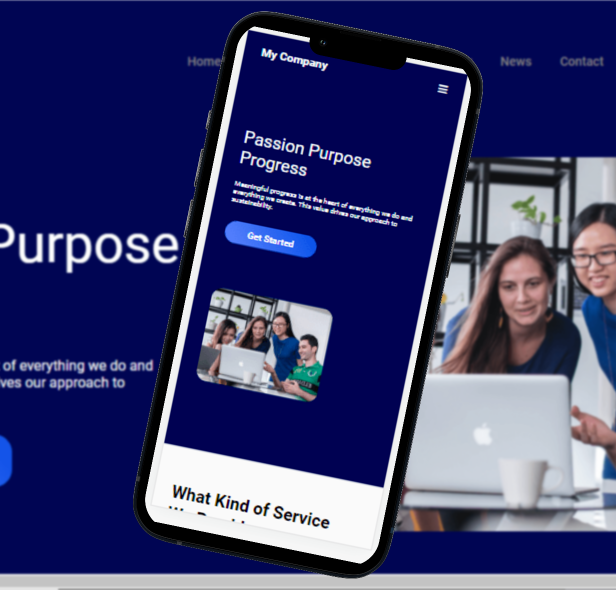 Home
News
Contact
My Company
Passion Purpose
Progress
Meaningful progress is at the heart of everything we do and
everything we create. This value drives our approach to
sustainability.
Get Started
What Kind of Service
Purpose
of everything we do and
ves our approach to